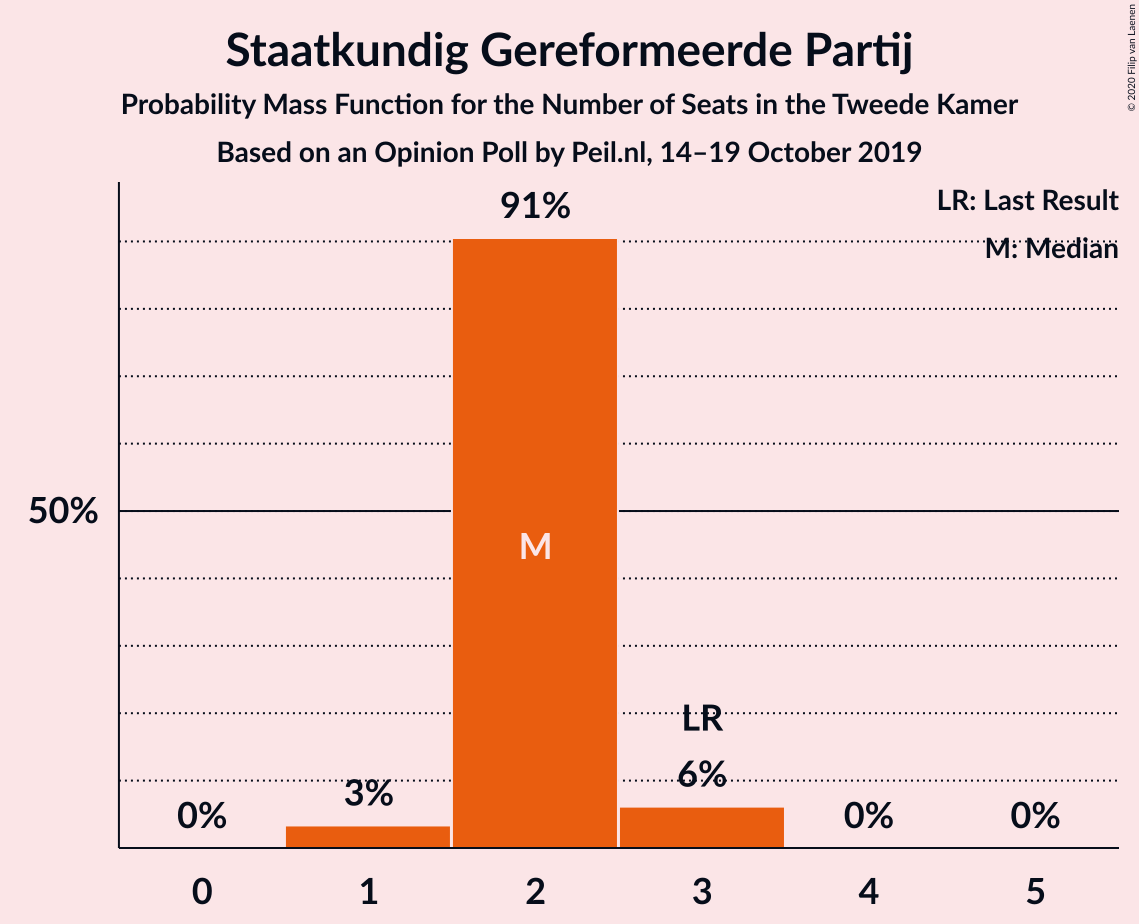 Staatkundig Gereformeerde Partij
Probability Mass Function for the Number of Seats in the Tweede Kamer
Based on an Opinion Poll by Peil.nl, 14–19 October 2019
© 2020 Filip van Laenen
LR: Last Result
M: Median
91%
50%
M
LR
6%
3%
0%
0%
0%
0
1
2
3
4
5